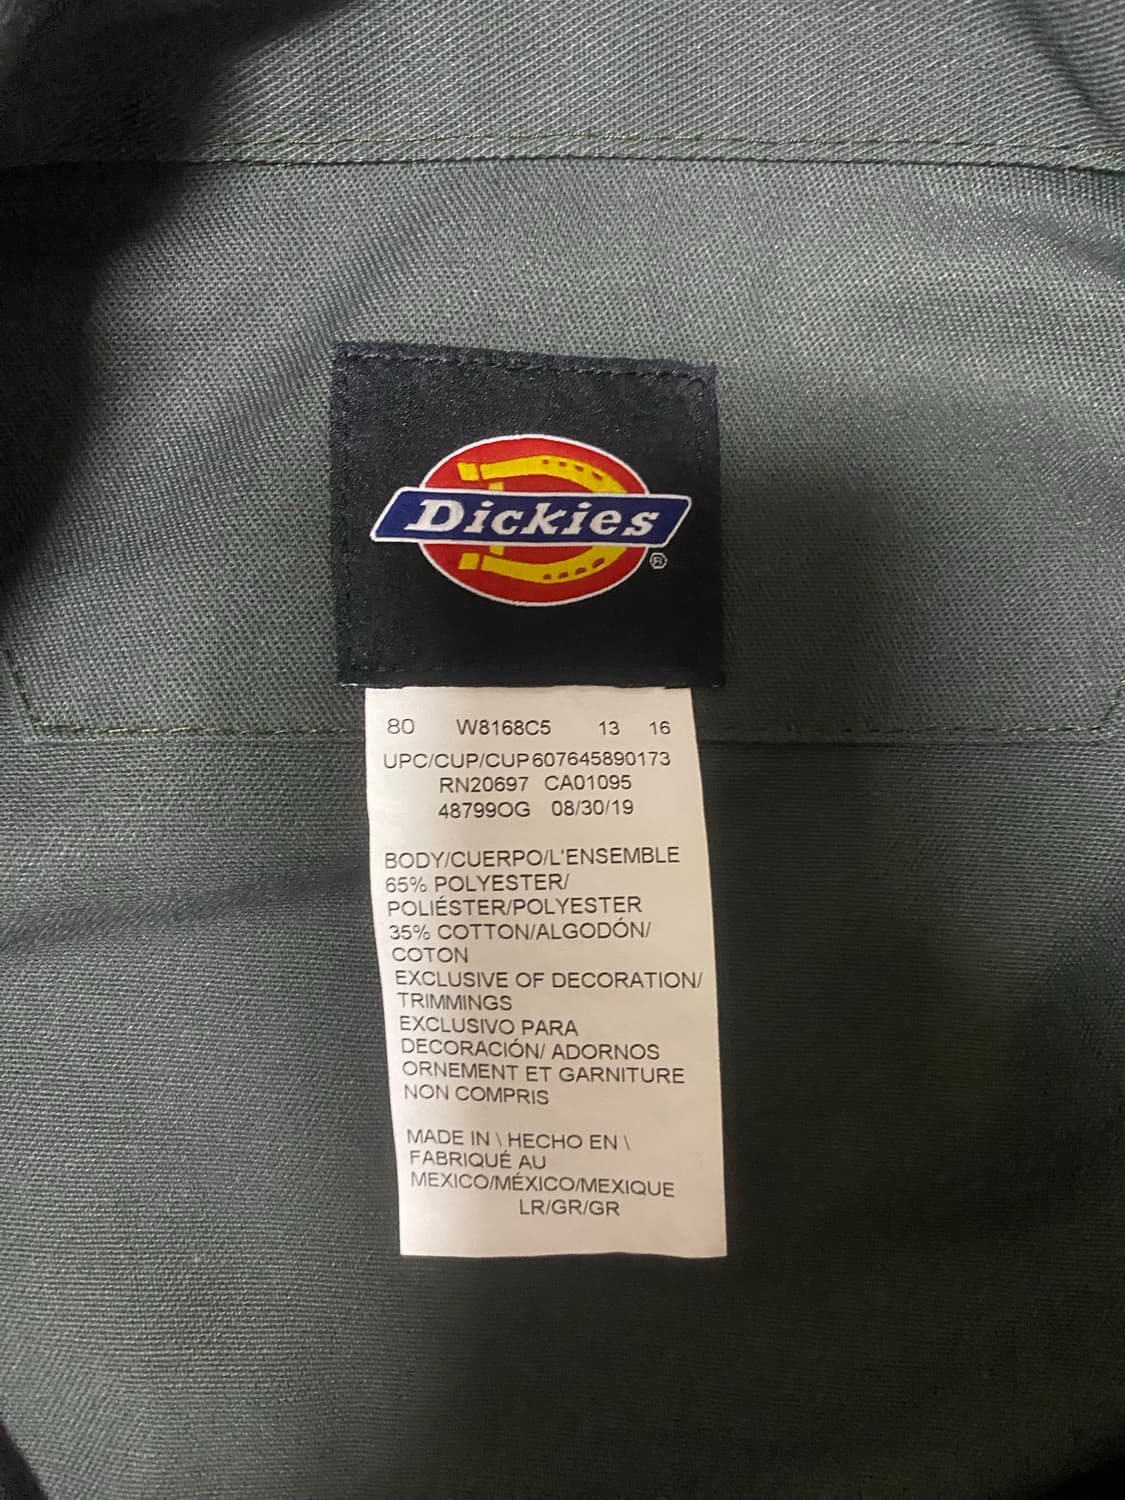 Dickies
®
80 W8168C5 13 16
UPC/CUP/CUP607645890173
RN20697 CA01095
48799OG 08/30/19
BODY/CUERPO/L'ENSEMBLE
65% POLYESTER/
POLIÉSTER/POLYESTER
35% COTTON/ALGODÓN/
COTON
EXCLUSIVE OF DECORATION/
TRIMMINGS
EXCLUSIVO PARA
DECORACIÓN/ ADORNOS
ORNEMENT ET GARNITURE
NON COMPRIS
MADE IN \ HECHO EN \
FABRIQUÉ AU
MEXICO/MÉXICO/MEXIQUE
LR/GR/GR